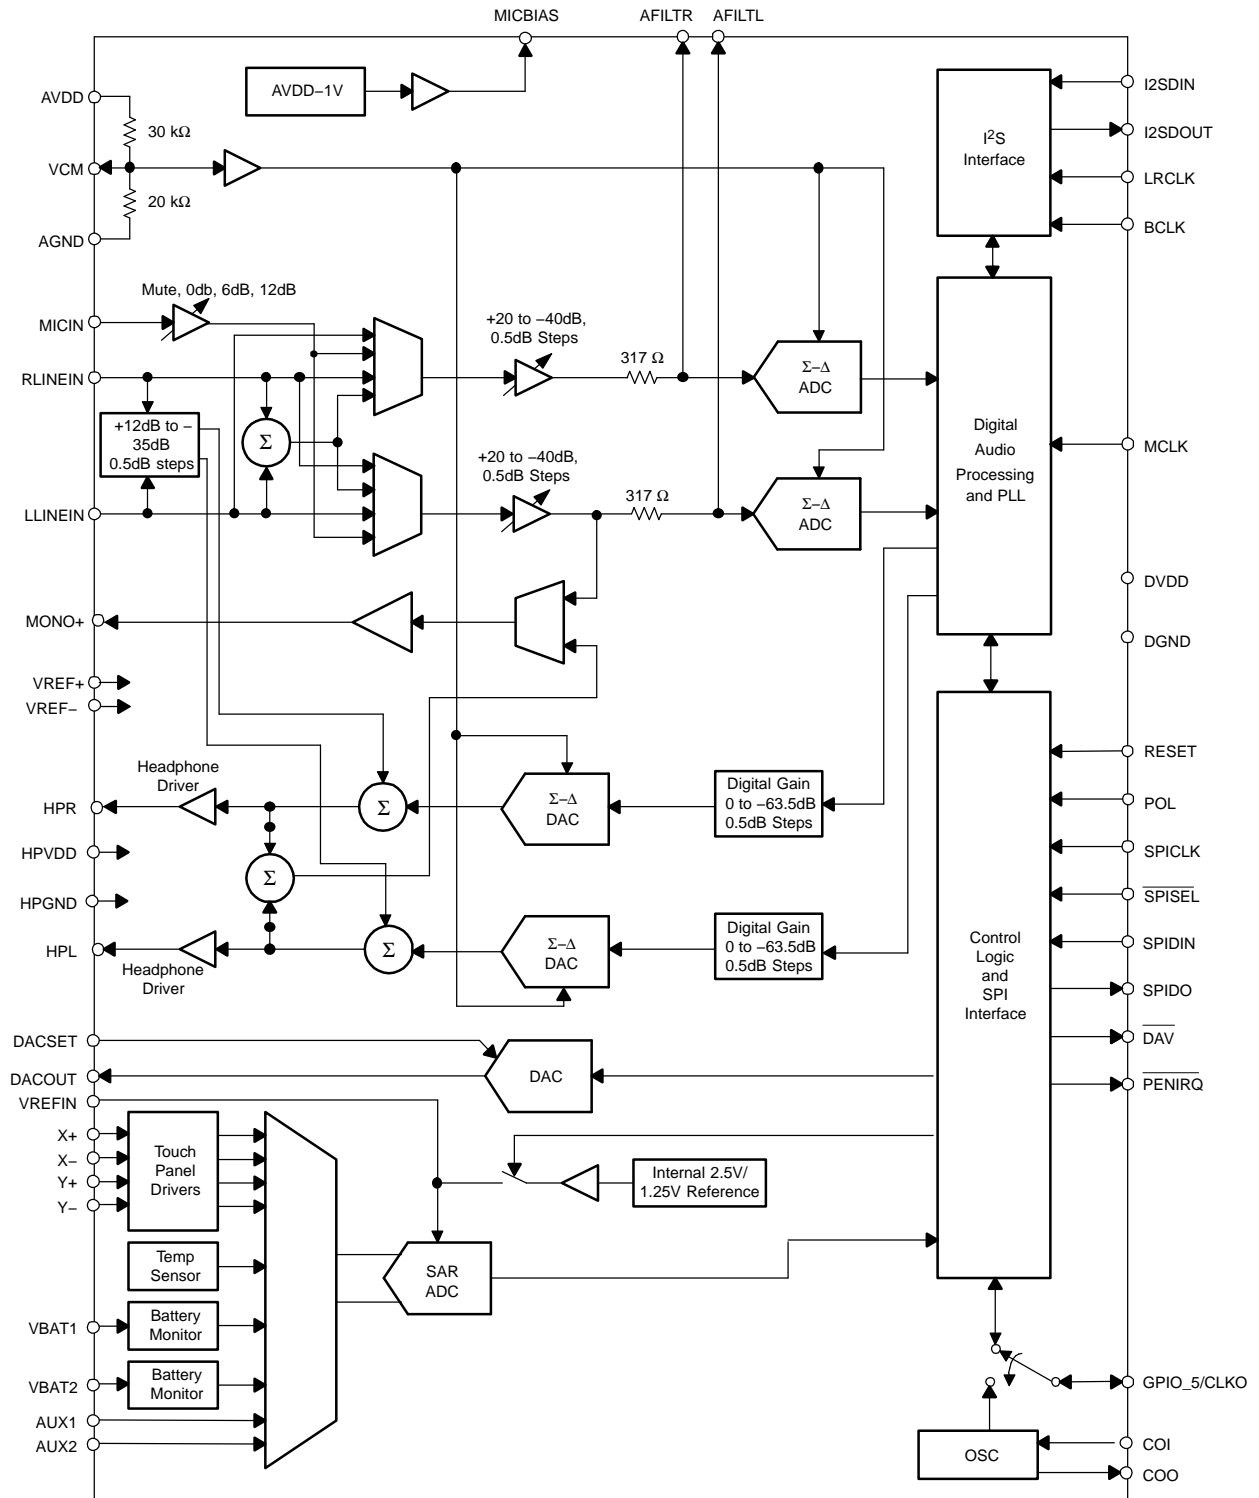 MICBIAS
AFILTR
AFILTL
AVDD–1V
AVDD
30 kΩ
VCM
20 kΩ
AGND
I2SDIN
I2SDOUT
LRCLK
BCLK
I²S
Interface
Mute, 0db, 6dB, 12dB
MICIN
RLINEIN
+12dB to –
35dB
0.5dB steps
LLINEIN
Σ
+20 to –40dB,
0.5dB Steps
317 Ω
Σ–Δ
ADC
+20 to –40dB,
0.5dB Steps
317 Ω
Σ–Δ
ADC
Digital
Audio
Processing
and PLL
MCLK
DVDD
DGND
MONO+
VREF+
VREF–
Headphone
Driver
HPR
HPVDD
HPGND
HPL
Headphone
Driver
Σ
Σ
Σ
Σ–Δ
DAC
Σ–Δ
DAC
Digital Gain
0 to –63.5dB
0.5dB Steps
Digital Gain
0 to –63.5dB
0.5dB Steps
Control
Logic
and
SPI
Interface
RESET
POL
SPICLK
SPISEL
SPIDIN
SPIDO
DAV
PENIRQ
DACSET
DACOUT
VREFIN
DAC
X+
X–
Y+
Y–
Touch
Panel
Drivers
Temp
Sensor
VBAT1
Battery
Monitor
VBAT2
Battery
Monitor
AUX1
AUX2
SAR
ADC
Internal 2.5V/
1.25V Reference
GPIO_5/CLKO
OSC
COI
COO